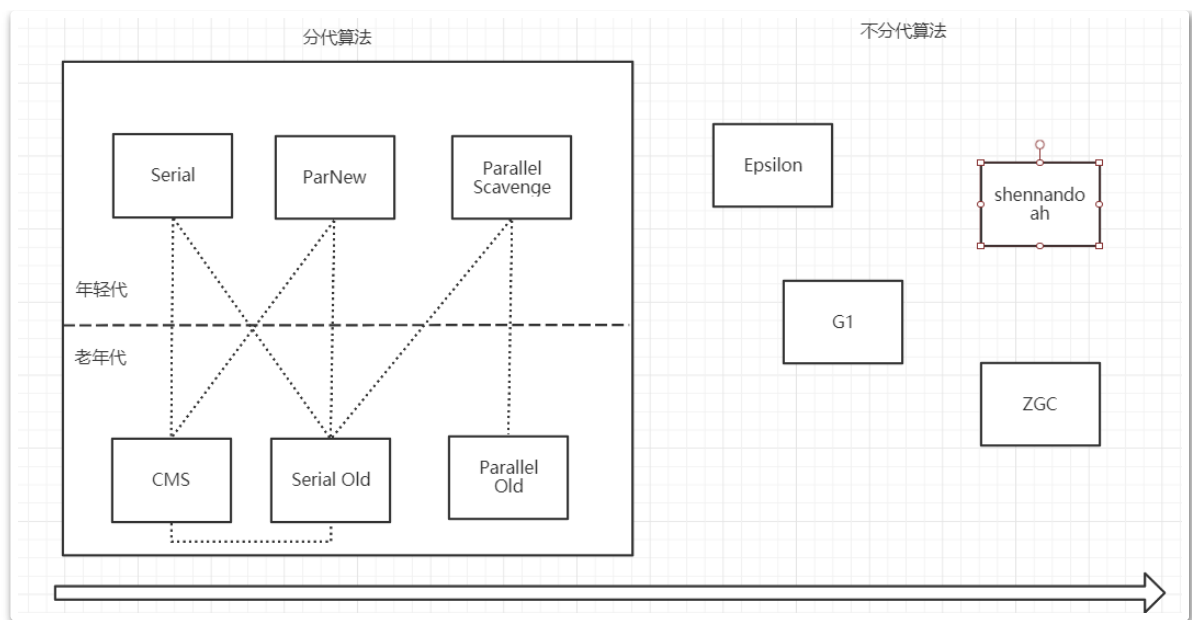 分代算法
不分代算法
Serial
ParNew
Parallel
Scavenge
Epsilon
shennando
ah
年轻代
G1
老年代
ZGC
CMS
Serial Old
Parallel
Old